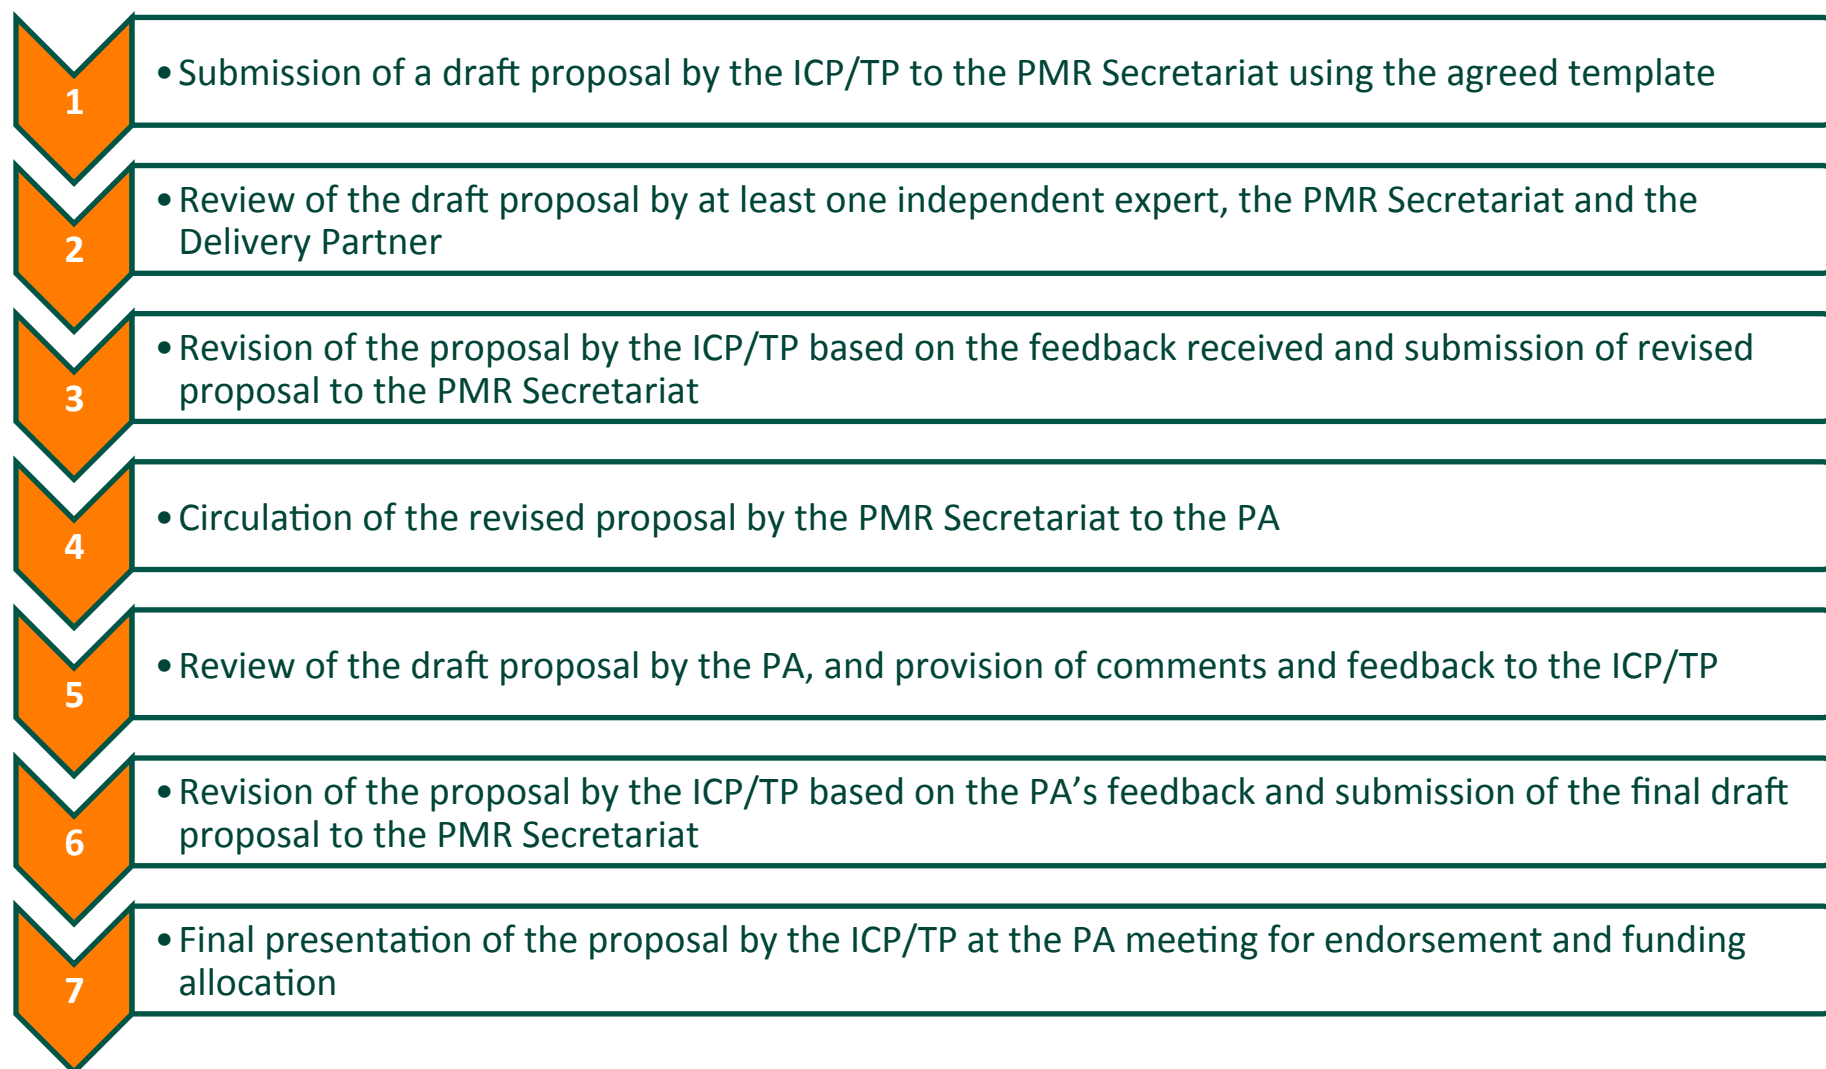 1
• Submission of a draft proposal by the ICP/TP to the PMR Secretariat using the agreed template
2
• Review of the draft proposal by at least one independent expert, the PMR Secretariat and the
Delivery Partner
3
• Revision of the proposal by the ICP/TP based on the feedback received and submission of revised
proposal to the PMR Secretariat
4
• Circulation of the revised proposal by the PMR Secretariat to the PA
5
• Review of the draft proposal by the PA, and provision of comments and feedback to the ICP/TP
6
• Revision of the proposal by the ICP/TP based on the PA’s feedback and submission of the final draft
proposal to the PMR Secretariat
7
• Final presentation of the proposal by the ICP/TP at the PA meeting for endorsement and funding
allocation